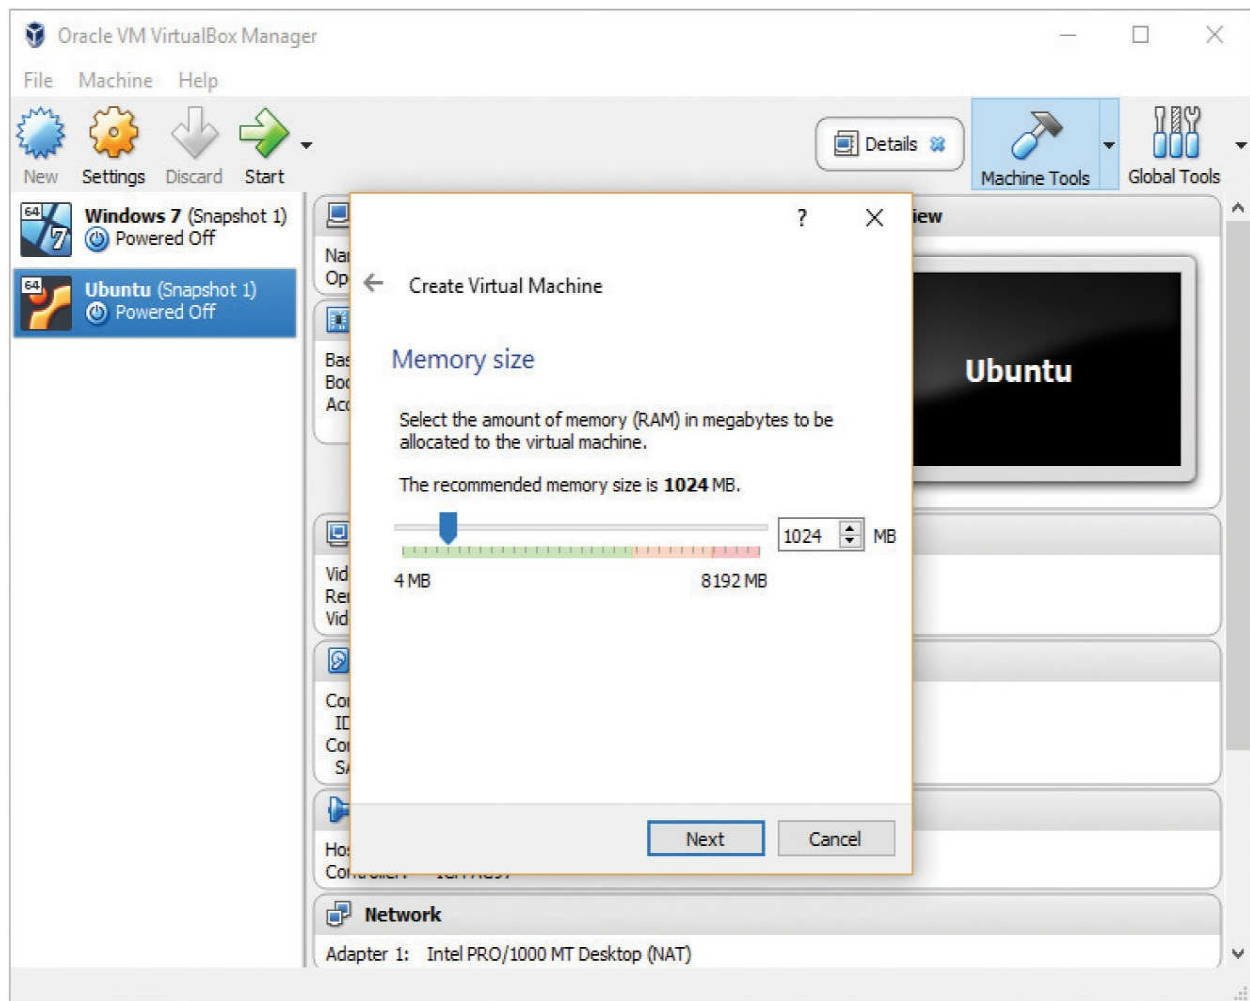 Oracle VM VirtualBox Manager
File Machine Help
New Settings Discard Start Details Machine Tools Global Tools
64 7 Windows 7 (Snapshot 1)
Powered Off
64 Ubuntu (Snapshot 1)
Powered Off
?
Create Virtual Machine
Memory size
Select the amount of memory (RAM) in megabytes to be
allocated to the virtual machine.
The recommended memory size is 1024 MB.
1024 MB
4 MB 8192 MB
Next Cancel
Ubuntu
Network
Adapter 1: Intel PRO/1000 MT Desktop (NAT)